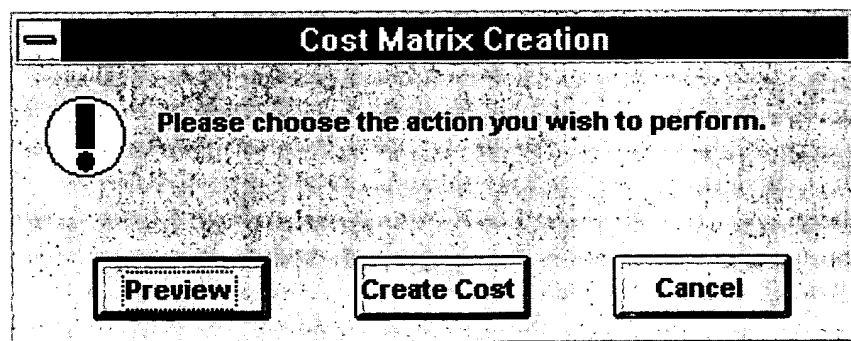 Cost Matrix Creation
Please choose the action you wish to perform.
Preview
Create Cost
Cancel